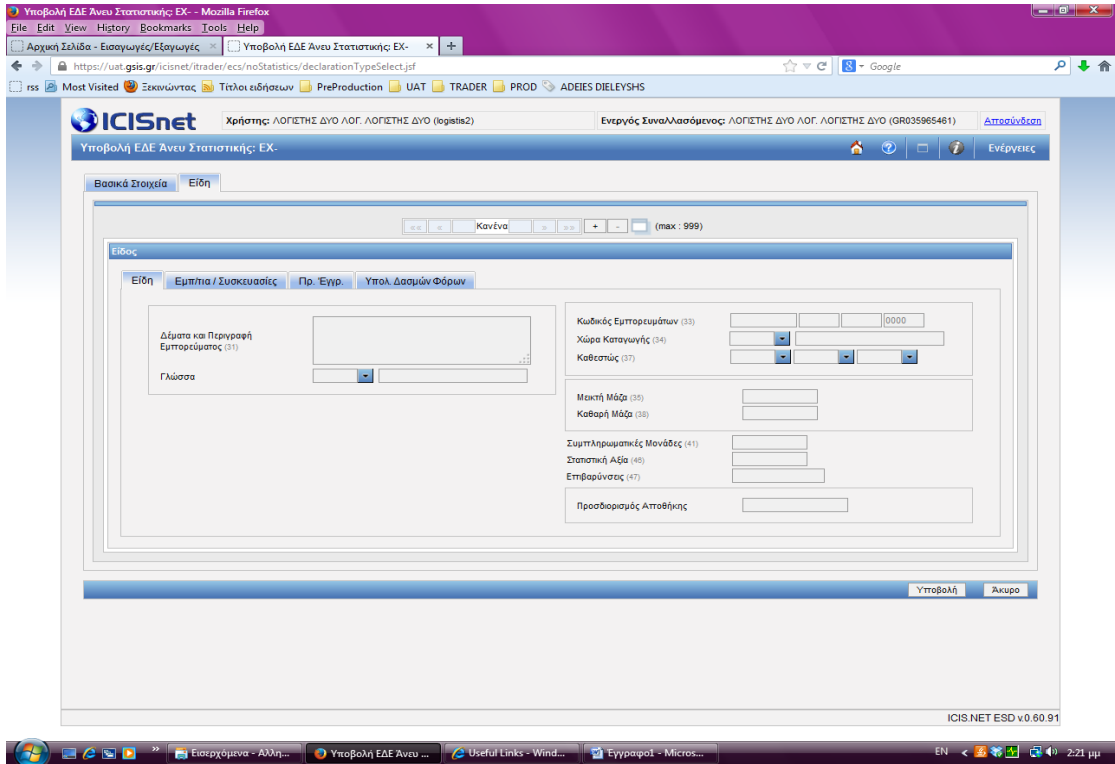 Υποβολή ΕΔΕ Άνευ Στατιστικής: EX- - Mozilla Firefox
File Edit View History Bookmarks Tools Help
Αρχική Σελίδα - Εισαγωγές/Εξαγωγές × Υποβολή ΕΔΕ Άνευ Στατιστικής: EX- × +
https://uat.gsis.gr/icisnet/itrader/ecs/noStatistics/declarationTypeSelect.jsf Google
rss Most Visited Ξεκινώντας Τίτλοι ειδήσεων PreProduction UAT TRADER PROD ADEIES DIELEYSHS
ICISnet Χρήστης: ΛΟΓΙΣΤΗΣ ΔΥΟ ΛΟΓ. ΛΟΓΙΣΤΗΣ ΔΥΟ (logistis2) Ενεργός Συναλλασόμενος: ΛΟΓΙΣΤΗΣ ΔΥΟ ΛΟΓ. ΛΟΓΙΣΤΗΣ ΔΥΟ (GR035965461) Αποσύνδεση
Υποβολή ΕΔΕ Άνευ Στατιστικής: EX- Ενέργειες
Βασικά Στοιχεία Είδη
<< < Κανένα > >> + - (max : 999)
Είδος
Είδη Εμπ/τια / Συσκευασίες Πρ. Έγγρ. Υπολ. Δασμών Φόρων
Δέματα και Περιγραφή
Εμπορεύματος (31)
Γλώσσα
Κωδικός Εμπορευμάτων (33) 0000
Χώρα Καταγωγής (34)
Καθεστώς (37)
Μεικτή Μάζα (35)
Καθαρή Μάζα (38)
Συμπληρωματικές Μονάδες (41)
Στατιστική Αξία (46)
Επιβαρύνσεις (47)
Προσδιορισμός Αποθήκης
Υποβολή Άκυρο
ICIS.NET ESD v.0.60.91
» Εισερχόμενα - Αλλη... Υποβολή ΕΔΕ Άνευ ... Useful Links - Wind... Έγγραφο1 - Micros... EN < 2:21 μμ